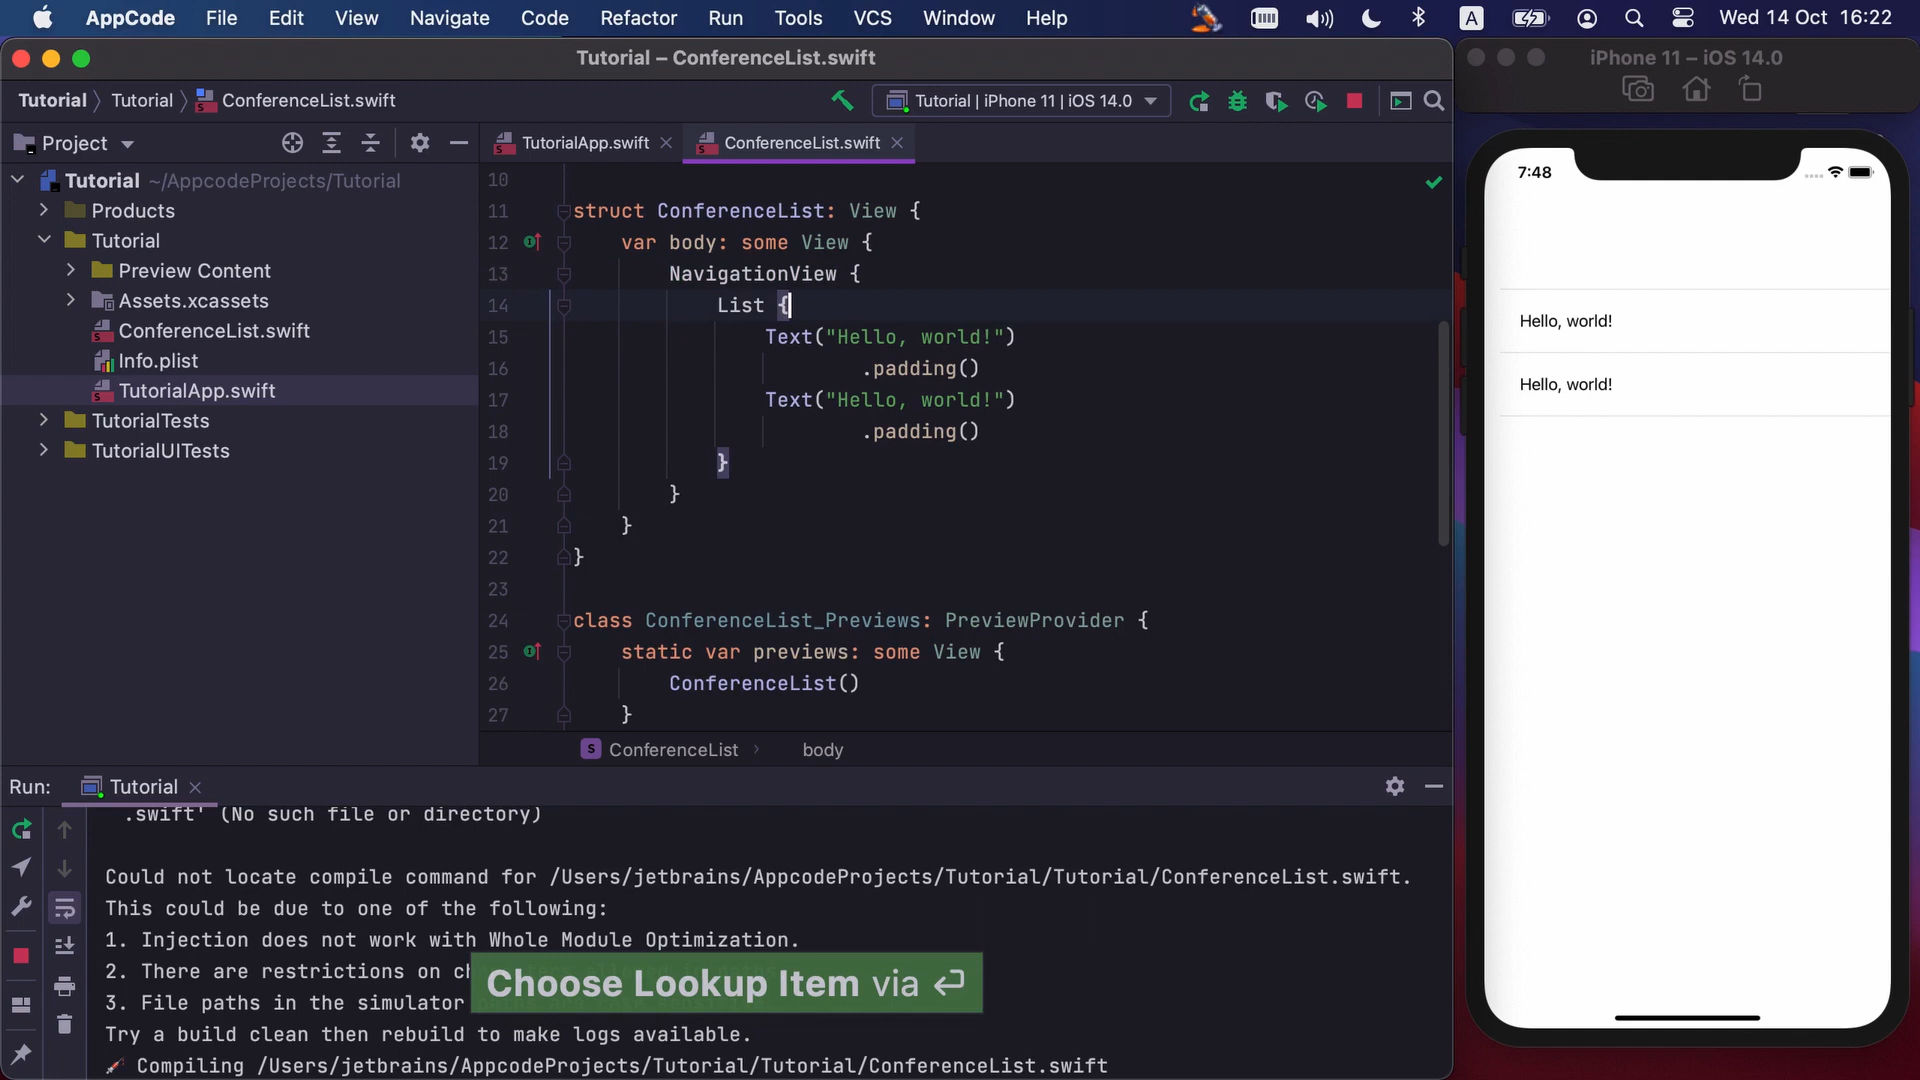 AppCode File Edit View Navigate Code Refactor Run Tools VCS Window Help A Wed 14 Oct 16:22
Tutorial – ConferenceList.swift
iPhone 11 – iOS 14.0
Tutorial Tutorial ConferenceList.swift
Tutorial | iPhone 11 | iOS 14.0
Project
TutorialApp.swift
ConferenceList.swift
Tutorial ~/AppcodeProjects/Tutorial
Products
Tutorial
Preview Content
Assets.xcassets
ConferenceList.swift
Info.plist
TutorialApp.swift
TutorialTests
TutorialUITests
10
11 struct ConferenceList: View {
12 var body: some View {
13 NavigationView {
14 List {
15 Text("Hello, world!")
16 .padding()
17 Text("Hello, world!")
18 .padding()
19 }
20 }
21 }
22 }
23
24 class ConferenceList_Previews: PreviewProvider {
25 static var previews: some View {
26 ConferenceList()
27 }
S ConferenceList body
Run: Tutorial
.swift' (No such file or directory)
Could not locate compile command for /Users/jetbrains/AppcodeProjects/Tutorial/Tutorial/ConferenceList.swift.
This could be due to one of the following:
1. Injection does not work with Whole Module Optimization.
2. There are restrictions on ch
3. File paths in the simulator
Try a build clean then rebuild to make logs available.
Compiling /Users/jetbrains/AppcodeProjects/Tutorial/Tutorial/ConferenceList.swift
Choose Lookup Item via ⏎
7:48
Hello, world!
Hello, world!